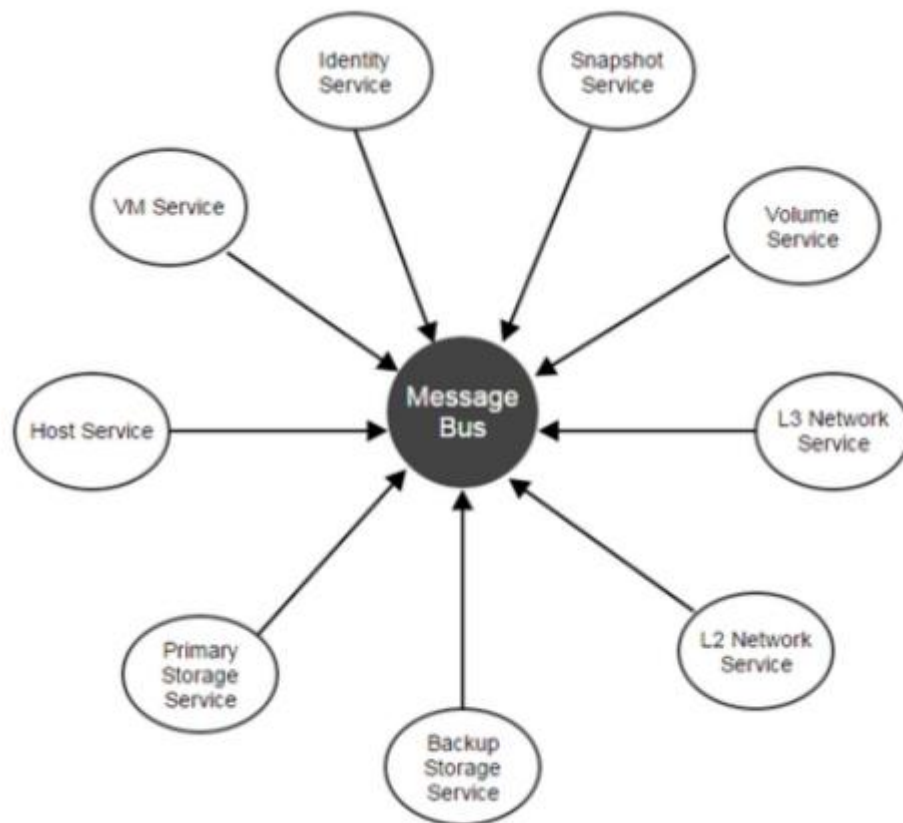 Identity
Service
Snapshot
Service
VM Service
Volume
Service
Message
Bus
Host Service
L3 Network
Service
L2 Network
Service
Primary
Storage
Service
Backup
Storage
Service